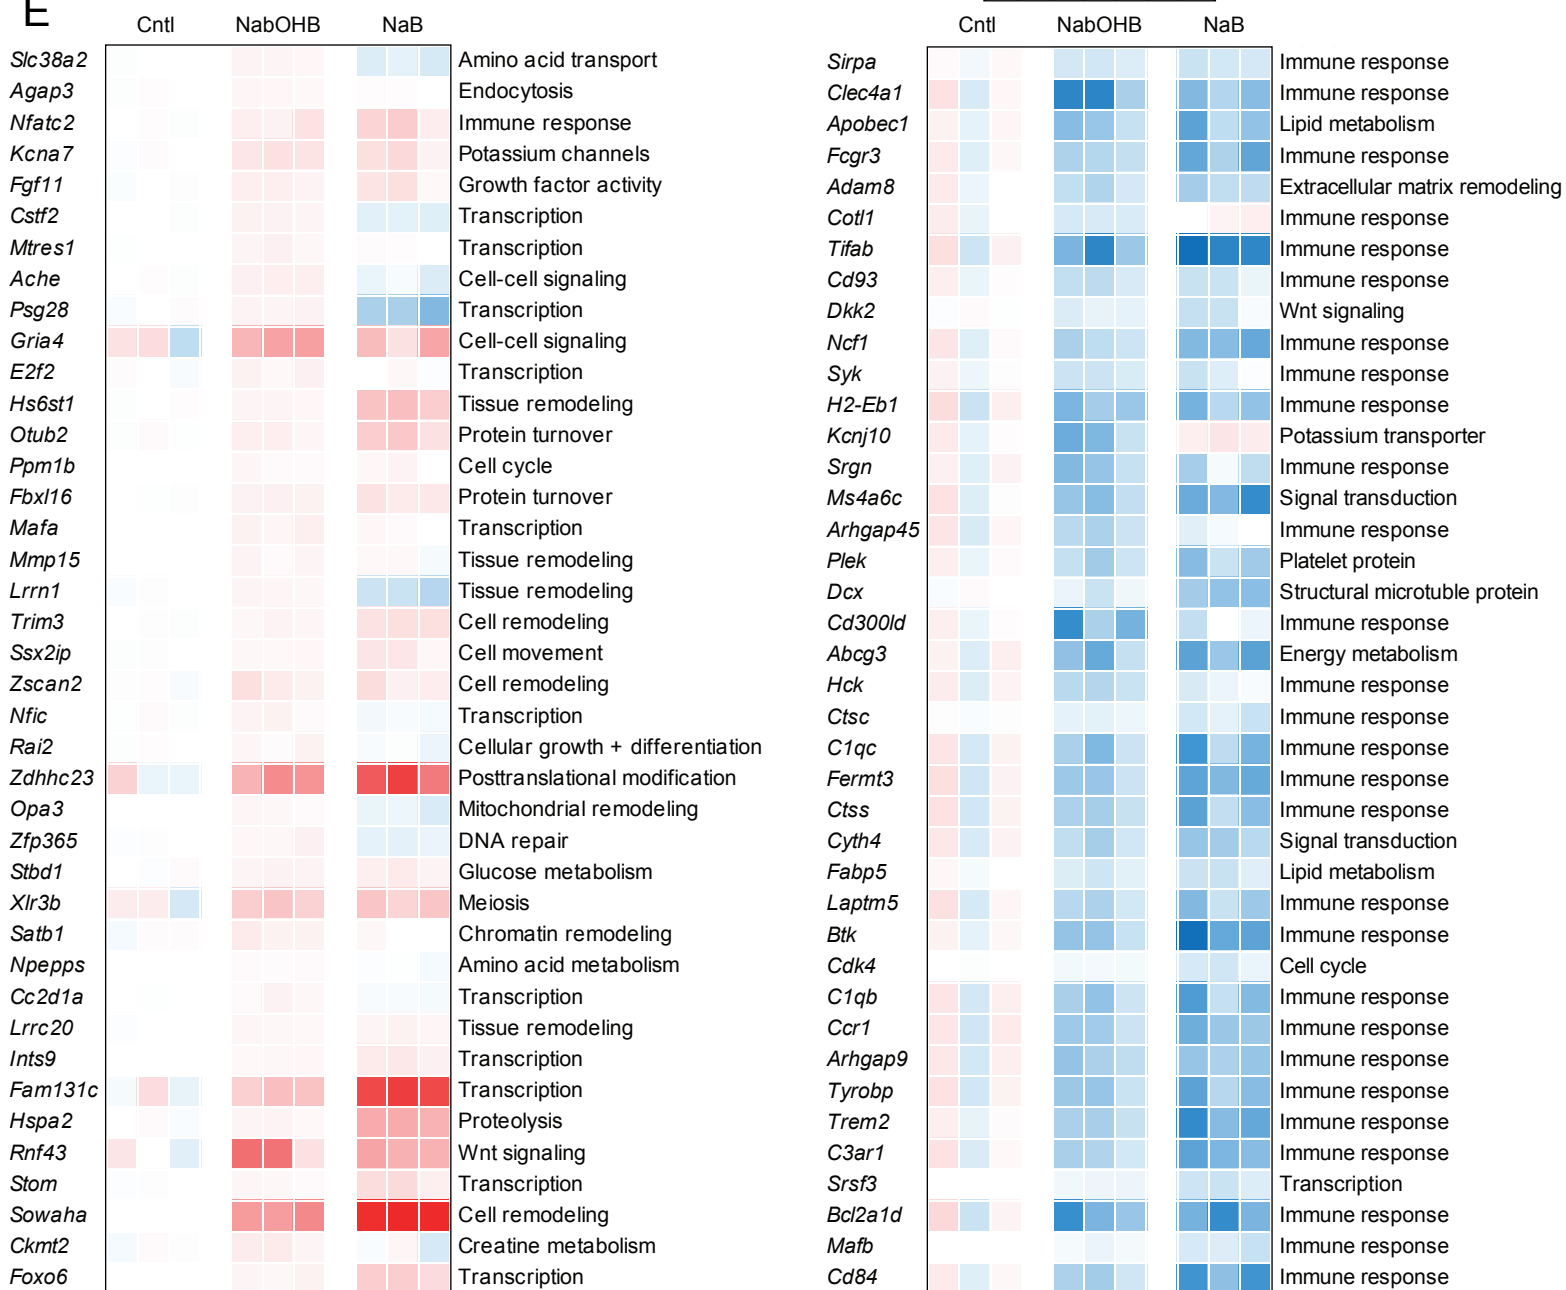 E
Cntl NabOHB NaB
Slc38a2 Amino acid transport
Agap3 Endocytosis
Nfatc2 Immune response
Kcna7 Potassium channels
Fgf11 Growth factor activity
Cstf2 Transcription
Mtres1 Transcription
Ache Cell-cell signaling
Psg28 Transcription
Gria4 Cell-cell signaling
E2f2 Transcription
Hs6st1 Tissue remodeling
Otub2 Protein turnover
Ppm1b Cell cycle
Fbxl16 Protein turnover
Mafa Transcription
Mmp15 Tissue remodeling
Lrrn1 Tissue remodeling
Trim3 Cell remodeling
Ssx2ip Cell movement
Zscan2 Cell remodeling
Nfic Transcription
Rai2 Cellular growth + differentiation
Zdhhc23 Posttranslational modification
Opa3 Mitochondrial remodeling
Zfp365 DNA repair
Stbd1 Glucose metabolism
Xlr3b Meiosis
Satb1 Chromatin remodeling
Npepps Amino acid metabolism
Cc2d1a Transcription
Lrrc20 Tissue remodeling
Ints9 Transcription
Fam131c Transcription
Hspa2 Proteolysis
Rnf43 Wnt signaling
Stom Transcription
Sowaha Cell remodeling
Ckmt2 Creatine metabolism
Foxo6 Transcription
Cntl NabOHB NaB
Sirpa Immune response
Clec4a1 Immune response
Apobec1 Lipid metabolism
Fcgr3 Immune response
Adam8 Extracellular matrix remodeling
Cotl1 Immune response
Tifab Immune response
Cd93 Immune response
Dkk2 Wnt signaling
Ncf1 Immune response
Syk Immune response
H2-Eb1 Immune response
Kcnj10 Potassium transporter
Srgn Immune response
Ms4a6c Signal transduction
Arhgap45 Immune response
Plek Platelet protein
Dcx Structural microtuble protein
Cd300ld Immune response
Abcg3 Energy metabolism
Hck Immune response
Ctsc Immune response
C1qc Immune response
Fermt3 Immune response
Ctss Immune response
Cyth4 Signal transduction
Fabp5 Lipid metabolism
Laptm5 Immune response
Btk Immune response
Cdk4 Cell cycle
C1qb Immune response
Ccr1 Immune response
Arhgap9 Immune response
Tyrobp Immune response
Trem2 Immune response
C3ar1 Immune response
Srsf3 Transcription
Bcl2a1d Immune response
Mafb Immune response
Cd84 Immune response